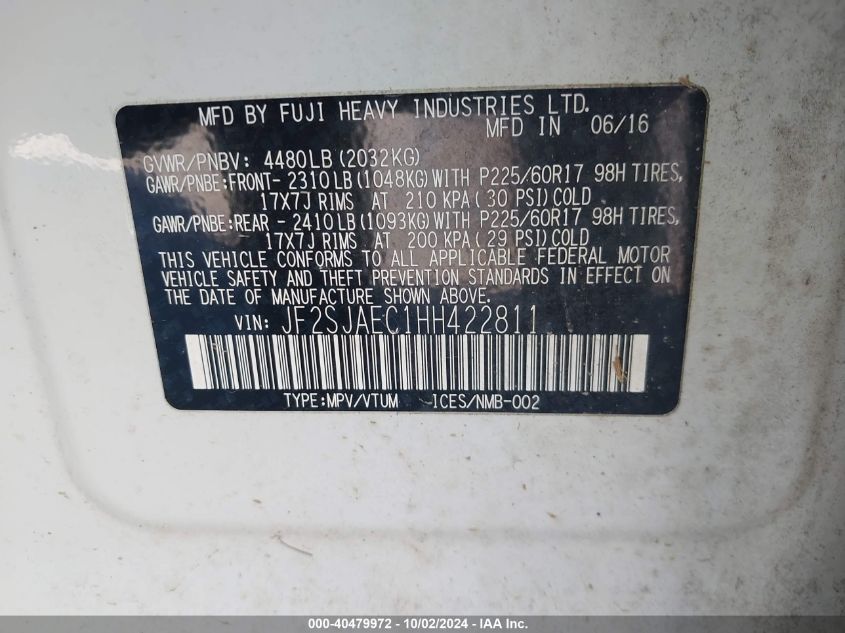 MFD BY FUJI HEAVY INDUSTRIES LTD.
MFD IN 06/16
GVWR/PNBV: 4480LB (2032KG)
GAWR/PNBE:FRONT- 2310LB (1048KG) WITH P225/60R17 98H TIRES,
17X7J RIMS AT 210 KPA (30 PSI) COLD
GAWR/PNBE:REAR - 2410LB (1093KG) WITH P225/60R17 98H TIRES,
17X7J RIMS AT 200 KPA (29 PSI) COLD
THIS VEHICLE CONFORMS TO ALL APPLICABLE FEDERAL MOTOR
VEHICLE SAFETY AND THEFT PREVENTION STANDARDS IN EFFECT ON
THE DATE OF MANUFACTURE SHOWN ABOVE.
VIN: JF2SJAEC1HH422811
TYPE:MPV/VTUM ICES/NMB-002
000-40479972 - 10/02/2024 - IAA Inc.